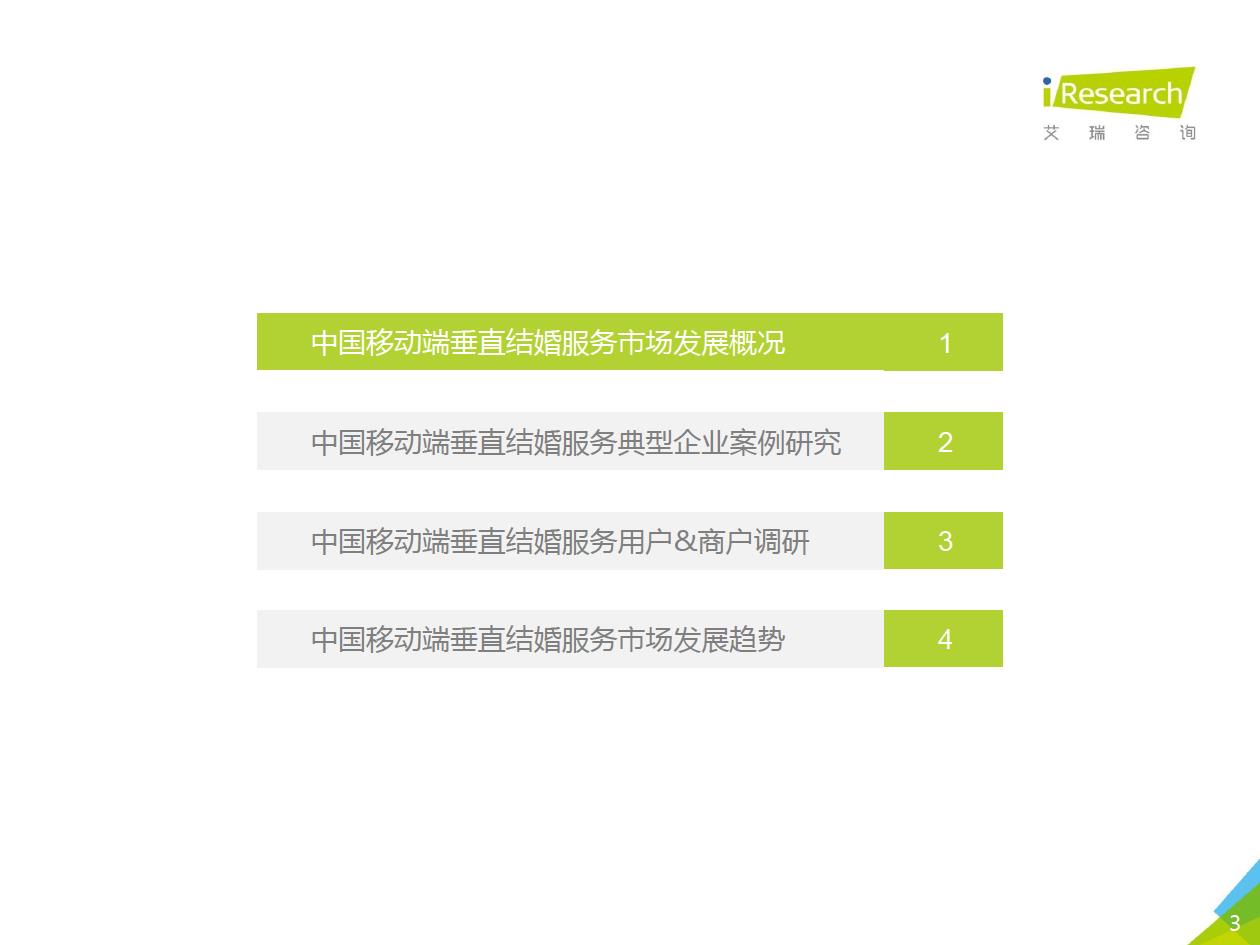 iResearch
艾瑞咨询
中国移动端垂直结婚服务市场发展概况 1
中国移动端垂直结婚服务典型企业案例研究 2
中国移动端垂直结婚服务用户&商户调研 3
中国移动端垂直结婚服务市场发展趋势 4
3